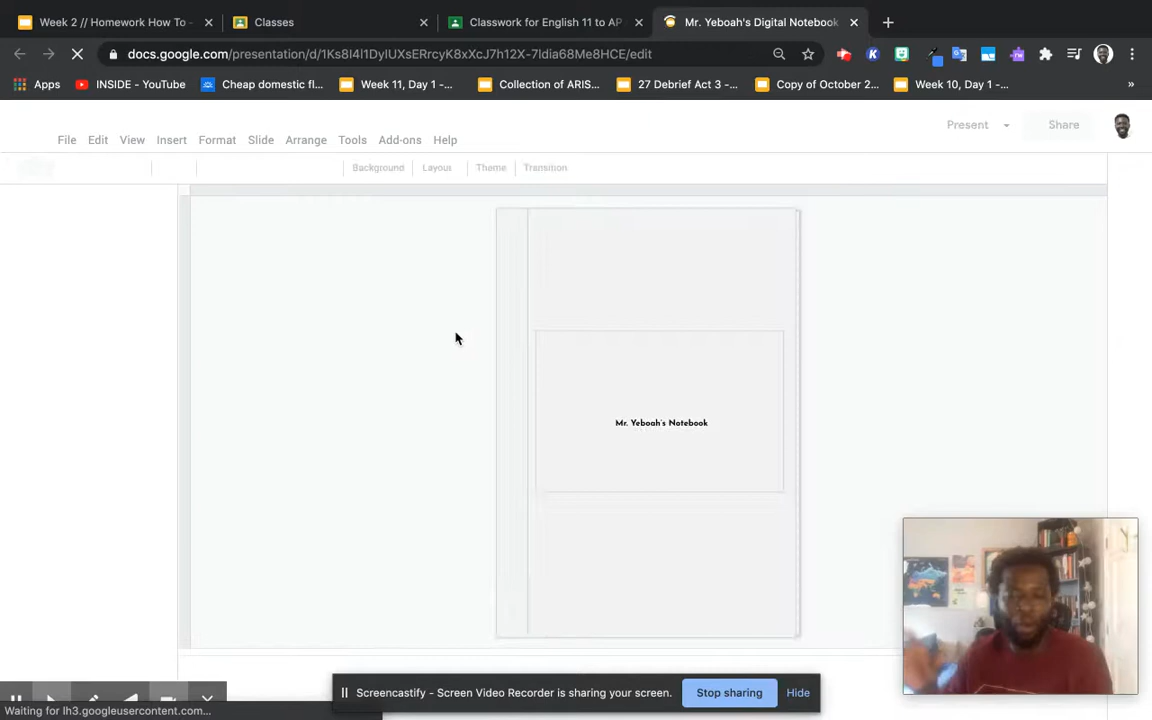 Week 2 // Homework How To -
Classes
Classwork for English 11 to AP
Mr. Yeboah's Digital Notebook
docs.google.com/presentation/d/1Ks8I4l1DylUXsERrcyK8xXcJ7h12X-7ldia68Me8HCE/edit
Apps
INSIDE - YouTube
Cheap domestic fl...
Week 11, Day 1 -...
Collection of ARIS...
27 Debrief Act 3 -...
Copy of October 2...
Week 10, Day 1 -...
»
Present
Share
File
Edit
View
Insert
Format
Slide
Arrange
Tools
Add-ons
Help
Background
Layout
Theme
Transition
Mr. Yeboah's Notebook
Screencastify - Screen Video Recorder is sharing your screen.
Stop sharing
Hide
Waiting for lh3.googleusercontent.com...